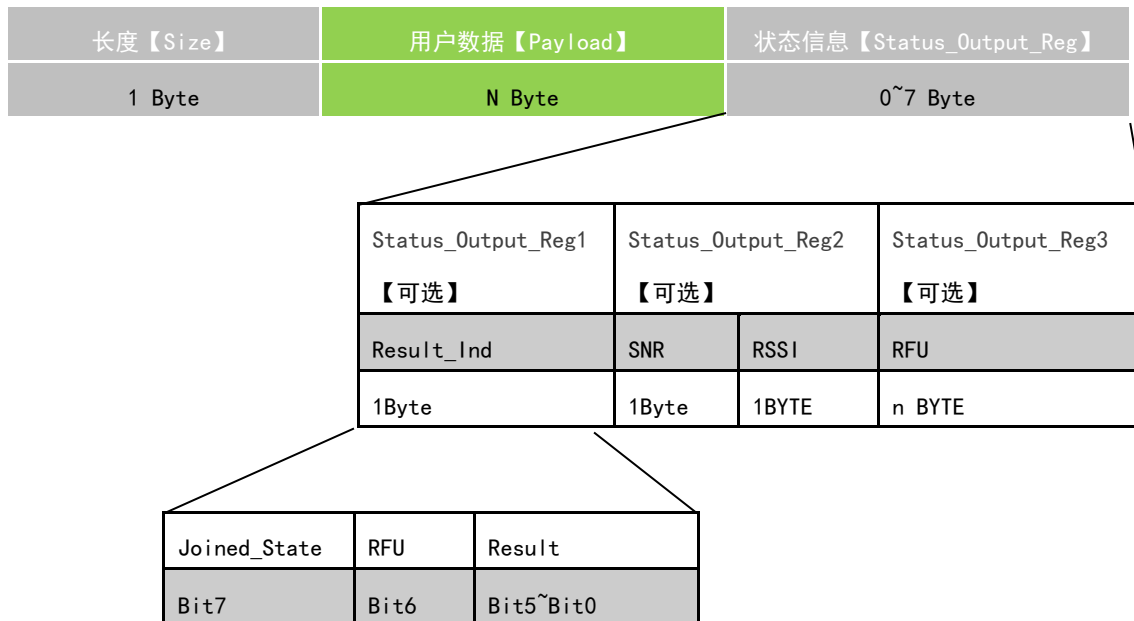 长度【Size】 用户数据【Payload】 状态信息【Status_Output_Reg】
1 Byte N Byte 0~7 Byte
Status_Output_Reg1 Status_Output_Reg2 Status_Output_Reg3
【可选】 【可选】 【可选】
Result_Ind SNR RSSI RFU
1Byte 1Byte 1BYTE n BYTE
Joined_State RFU Result
Bit7 Bit6 Bit5~Bit0